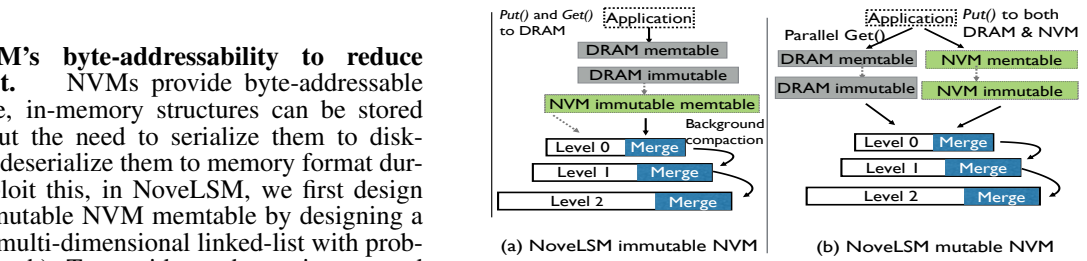 M's byte-addressability to reduce
t. NVMs provide byte-addressable
e, in-memory structures can be stored
ut the need to serialize them to disk-
deserialize them to memory format dur-
ploit this, in NoveLSM, we first design
mutable NVM memtable by designing a
multi-dimensional linked-list with prob-
Put() and Get()
to DRAM
Application
DRAM memtable
DRAM immutable
NVM immutable memtable
Background
compaction
Level 0 Merge
Level 1 Merge
Level 2 Merge
(a) NoveLSM immutable NVM
Application
Put() to both
DRAM & NVM
Parallel Get()
DRAM memtable
NVM memtable
DRAM immutable
NVM immutable
Level 0 Merge
Level 1 Merge
Level 2 Merge
(b) NoveLSM mutable NVM